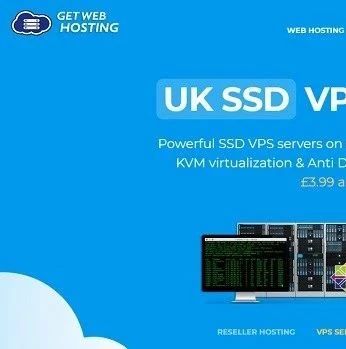 GET WEB
HOSTING
WEB HOSTING
UK SSD VP
Powerful SSD VPS servers on
KVM virtualization & Anti D
£3.99 a
RESELLER HOSTING
VPS SE